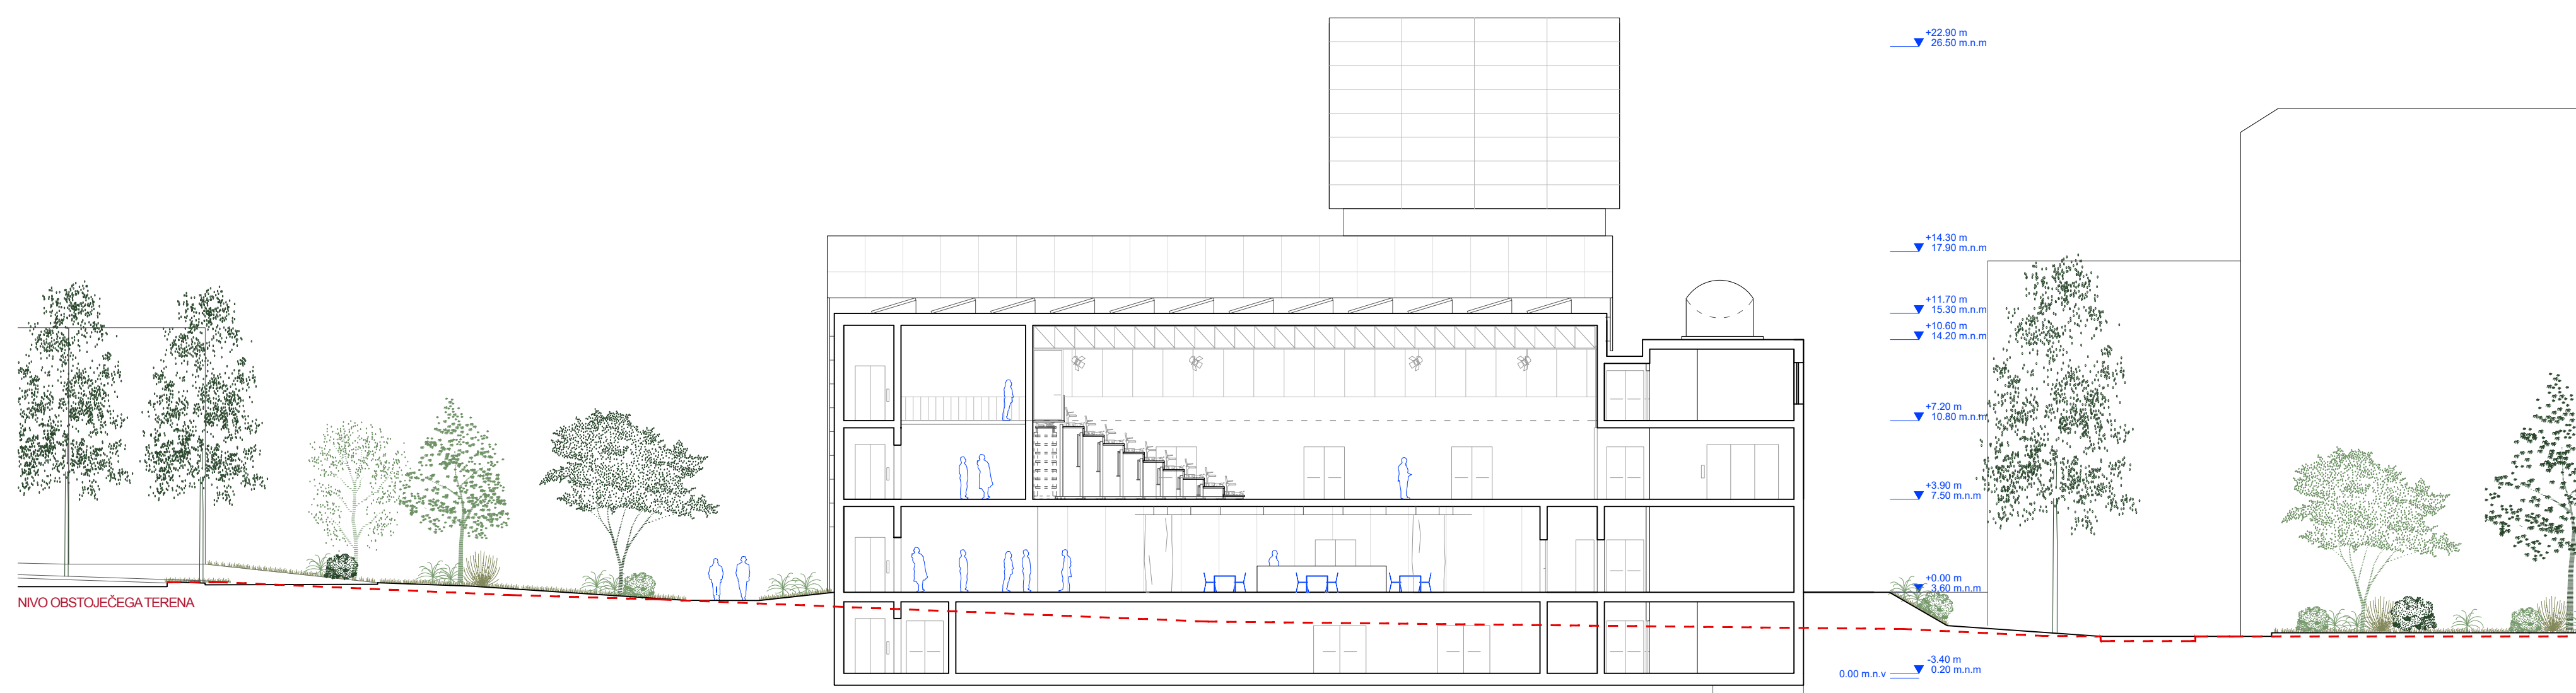 +22.90 m
26.50 m.n.m
+14.30 m
17.90 m.n.m
+11.70 m
15.30 m.n.m
+10.60 m
14.20 m.n.m
+7.20 m
10.80 m.n.m
+3.90 m
7.50 m.n.m
+0.00 m
3.60 m.n.m
NIVO OBSTOJEČEGA TERENA
-3.40 m
0.20 m.n.m
0.00 m.n.v